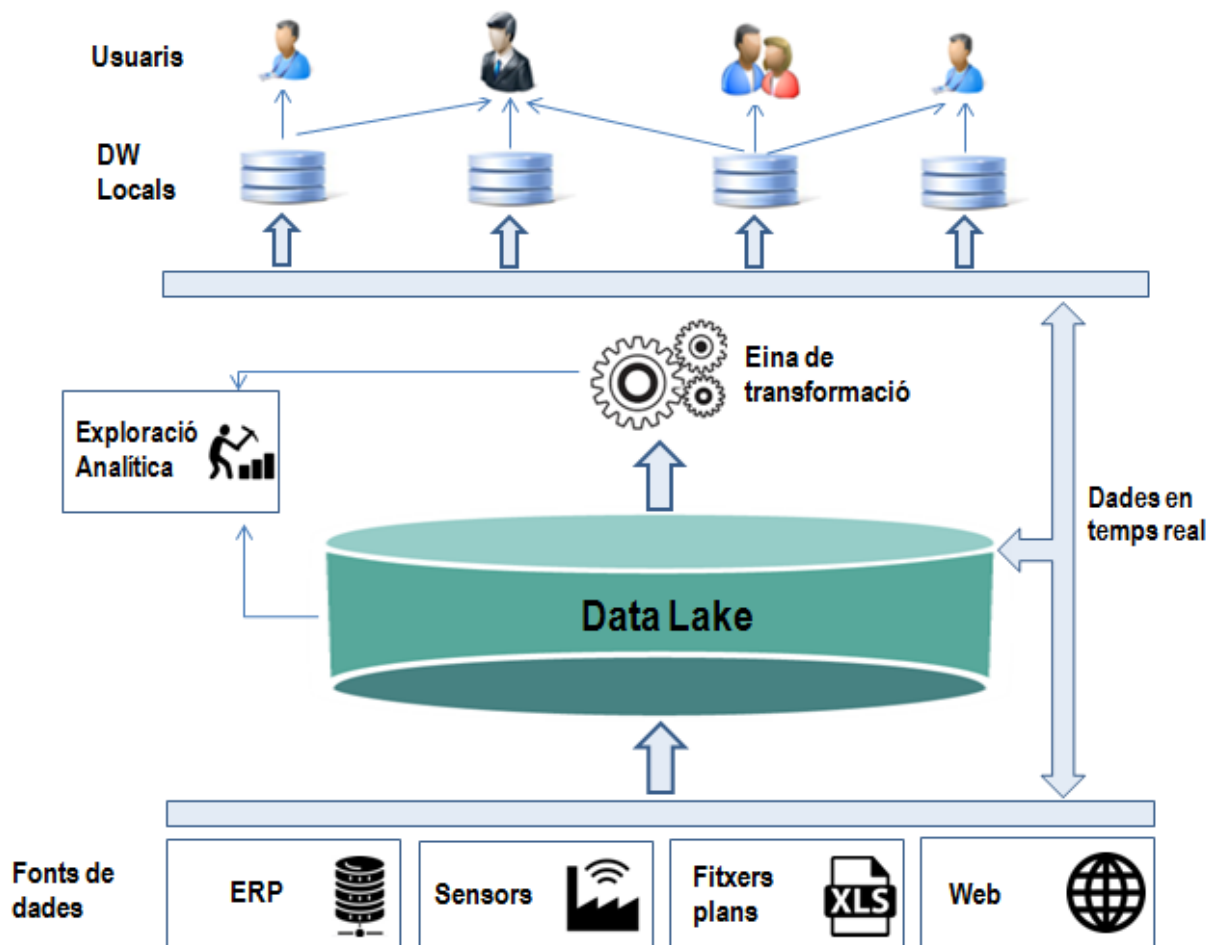 Usuaris
DW
Locals
Eina de
transformació
Exploració
Analítica
Dades en
temps real
Data Lake
Fonts de
dades
ERP
Sensors
Fitxers
plans
XLS
Web